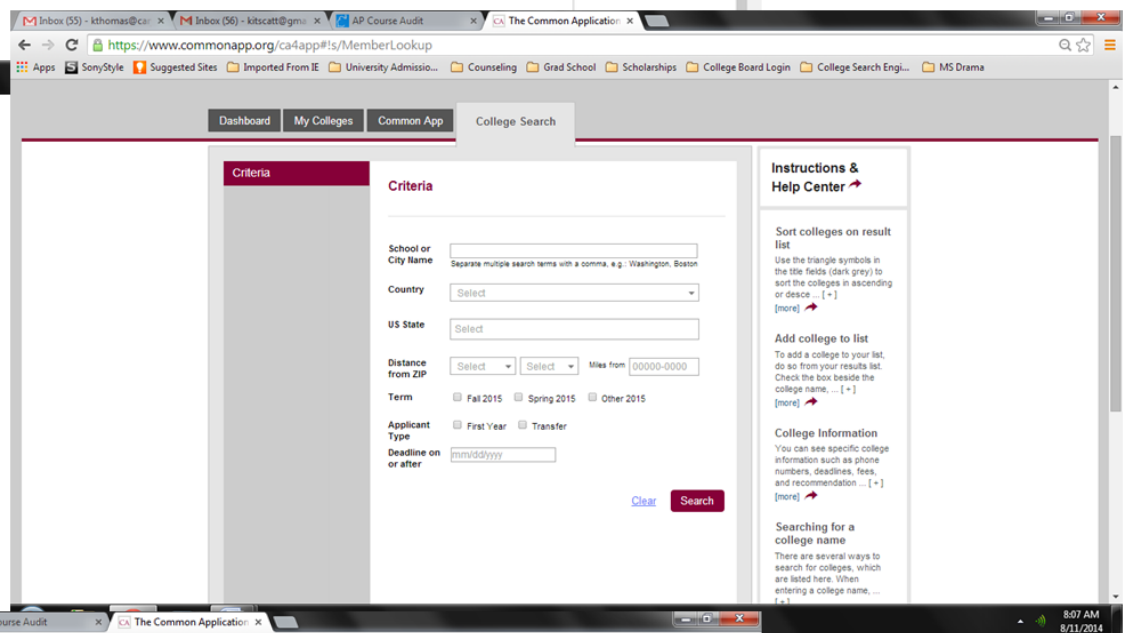 Inbox (55) - kthomas@car
Inbox (56) - kitscatt@gma
AP Course Audit
The Common Application
https://www.commonapp.org/ca4app#!s/MemberLookup
Apps SonyStyle Suggested Sites Imported From IE University Admissio... Counseling Grad School Scholarships College Board Login College Search Engi... MS Drama
Dashboard My Colleges Common App College Search
Criteria
Criteria
School or
City Name
Separate multiple search terms with a comma, e.g.: Washington, Boston
Country Select
US State Select
Distance
from ZIP
Select Select Miles from 00000-0000
Term Fall 2015 Spring 2015 Other 2015
Applicant
Type
First Year Transfer
Deadline on
or after
mm/dd/yyyy
Clear Search
Instructions &
Help Center
Sort colleges on result
list
Use the triangle symbols in
the title fields (dark grey) to
sort the colleges in ascending
or desce ... [ + ]
[more]
Add college to list
To add a college to your list,
do so from your results list.
Check the box beside the
college name, ... [ + ]
[more]
College Information
You can see specific college
information such as phone
numbers, deadlines, fees,
and recommendation ... [ + ]
[more]
Searching for a
college name
There are several ways to
search for colleges, which
are listed here. When
entering a college name, ...
[ + ]
ourse Audit
CA The Common Application
8:07 AM
8/11/2014